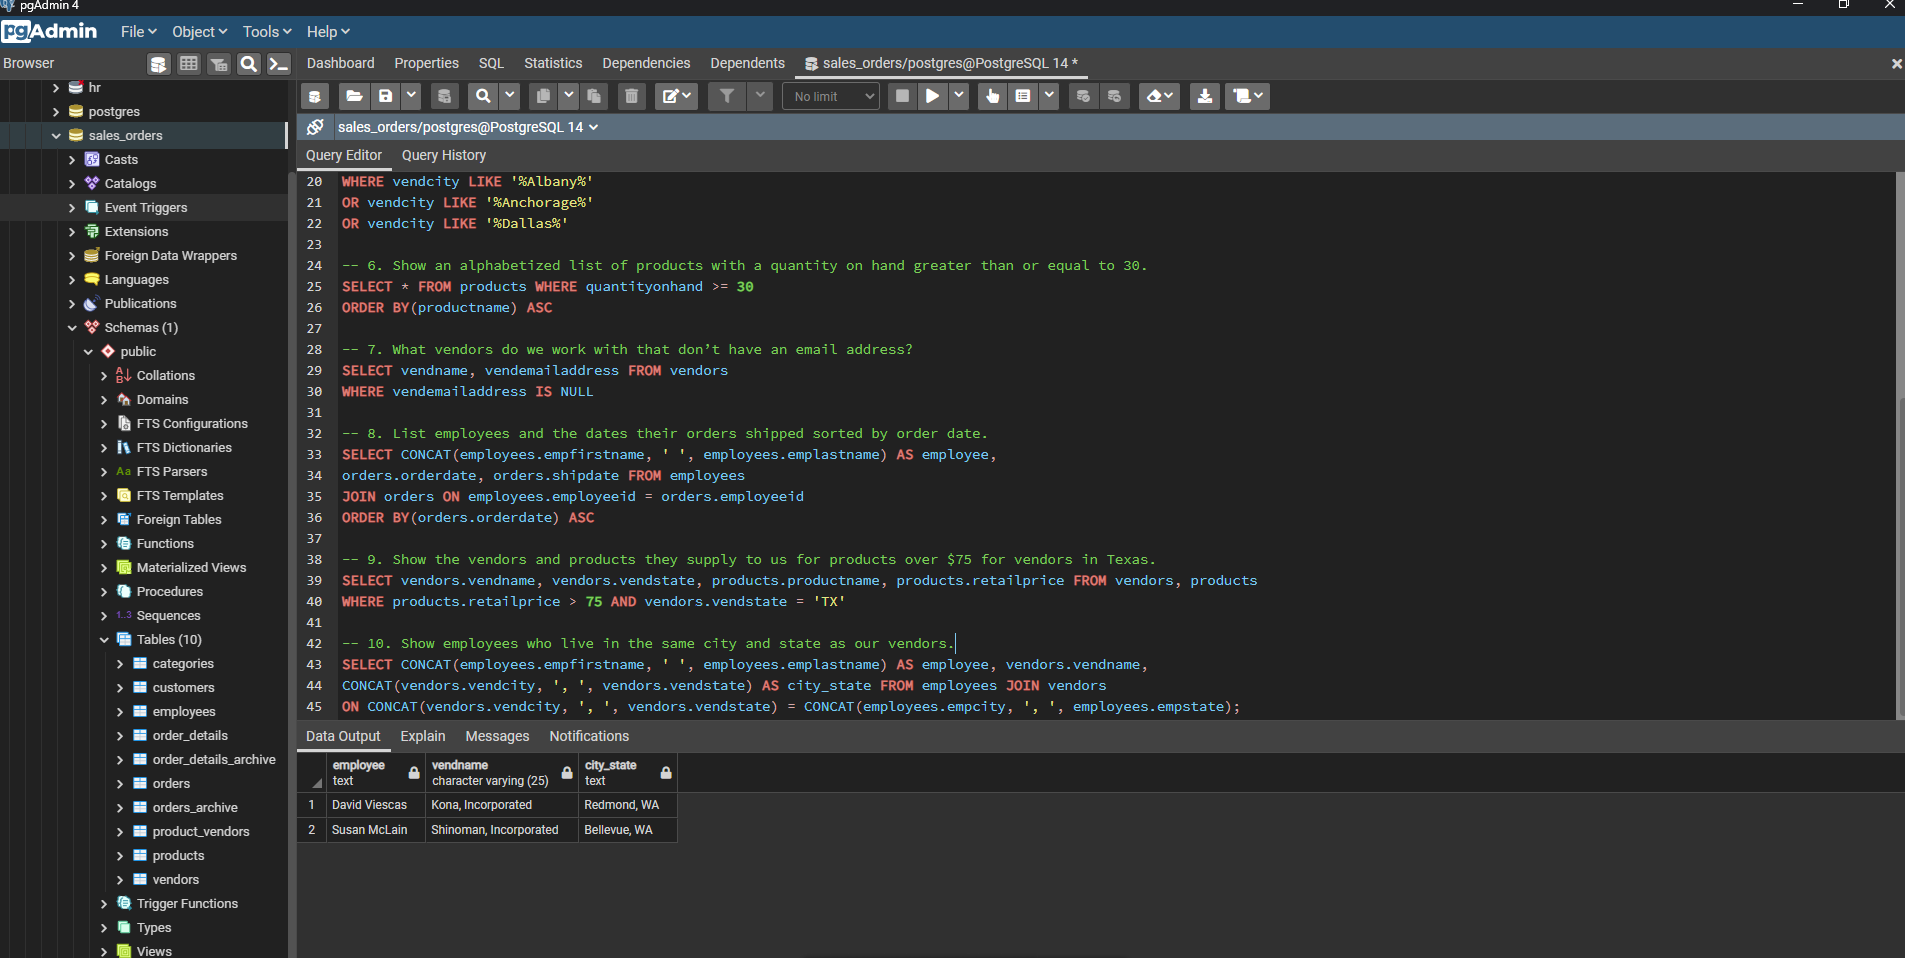 pgAdmin 4
pgAdmin File Object Tools Help
Browser
Dashboard Properties SQL Statistics Dependencies Dependents sales_orders/postgres@PostgreSQL 14 *
No limit
hr
postgres
sales_orders
Casts
Catalogs
Event Triggers
Extensions
Foreign Data Wrappers
Languages
Publications
Schemas (1)
public
Collations
Domains
FTS Configurations
FTS Dictionaries
Aa FTS Parsers
FTS Templates
Foreign Tables
Functions
Materialized Views
Procedures
1..3 Sequences
Tables (10)
categories
customers
employees
order_details
order_details_archive
orders
orders_archive
product_vendors
products
vendors
Trigger Functions
Types
Views
sales_orders/postgres@PostgreSQL 14
Query Editor Query History
20 WHERE vendcity LIKE '%Albany%'
21 OR vendcity LIKE '%Anchorage%'
22 OR vendcity LIKE '%Dallas%'
23
24 -- 6. Show an alphabetized list of products with a quantity on hand greater than or equal to 30.
25 SELECT * FROM products WHERE quantityonhand >= 30
26 ORDER BY(productname) ASC
27
28 -- 7. What vendors do we work with that don’t have an email address?
29 SELECT vendname, vendemailaddress FROM vendors
30 WHERE vendemailaddress IS NULL
31
32 -- 8. List employees and the dates their orders shipped sorted by order date.
33 SELECT CONCAT(employees.empfirstname, ' ', employees.emplastname) AS employee,
34 orders.orderdate, orders.shipdate FROM employees
35 JOIN orders ON employees.employeeid = orders.employeeid
36 ORDER BY(orders.orderdate) ASC
37
38 -- 9. Show the vendors and products they supply to us for products over $75 for vendors in Texas.
39 SELECT vendors.vendname, vendors.vendstate, products.productname, products.retailprice FROM vendors, products
40 WHERE products.retailprice > 75 AND vendors.vendstate = 'TX'
41
42 -- 10. Show employees who live in the same city and state as our vendors.
43 SELECT CONCAT(employees.empfirstname, ' ', employees.emplastname) AS employee, vendors.vendname,
44 CONCAT(vendors.vendcity, ', ', vendors.vendstate) AS city_state FROM employees JOIN vendors
45 ON CONCAT(vendors.vendcity, ', ', vendors.vendstate) = CONCAT(employees.empcity, ', ', employees.empstate);
Data Output Explain Messages Notifications
employee vendname city_state
text character varying (25) text
1 David Viescas Kona, Incorporated Redmond, WA
2 Susan McLain Shinoman, Incorporated Bellevue, WA